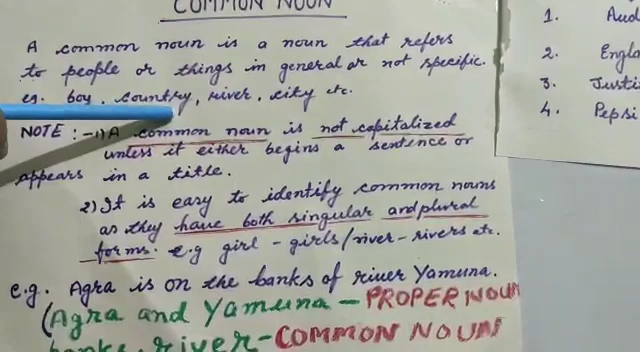 COMMON NOUN
A common noun is a noun that refers
to people or things in general or not specific.
eg. boy, country, river, city etc.
NOTE :- 1) A common noun is not capitalized
unless it either begins a sentence or
appears in a title.
2) It is easy to identify common nouns
as they have both singular and plural
forms. e.g girl - girls/river - rivers etc.
e.g. Agra is on the banks of river Yamuna.
(Agra and Yamuna - PROPER NOUN
banks, river - COMMON NOUN
1.
2.
3.
4. Pepsi